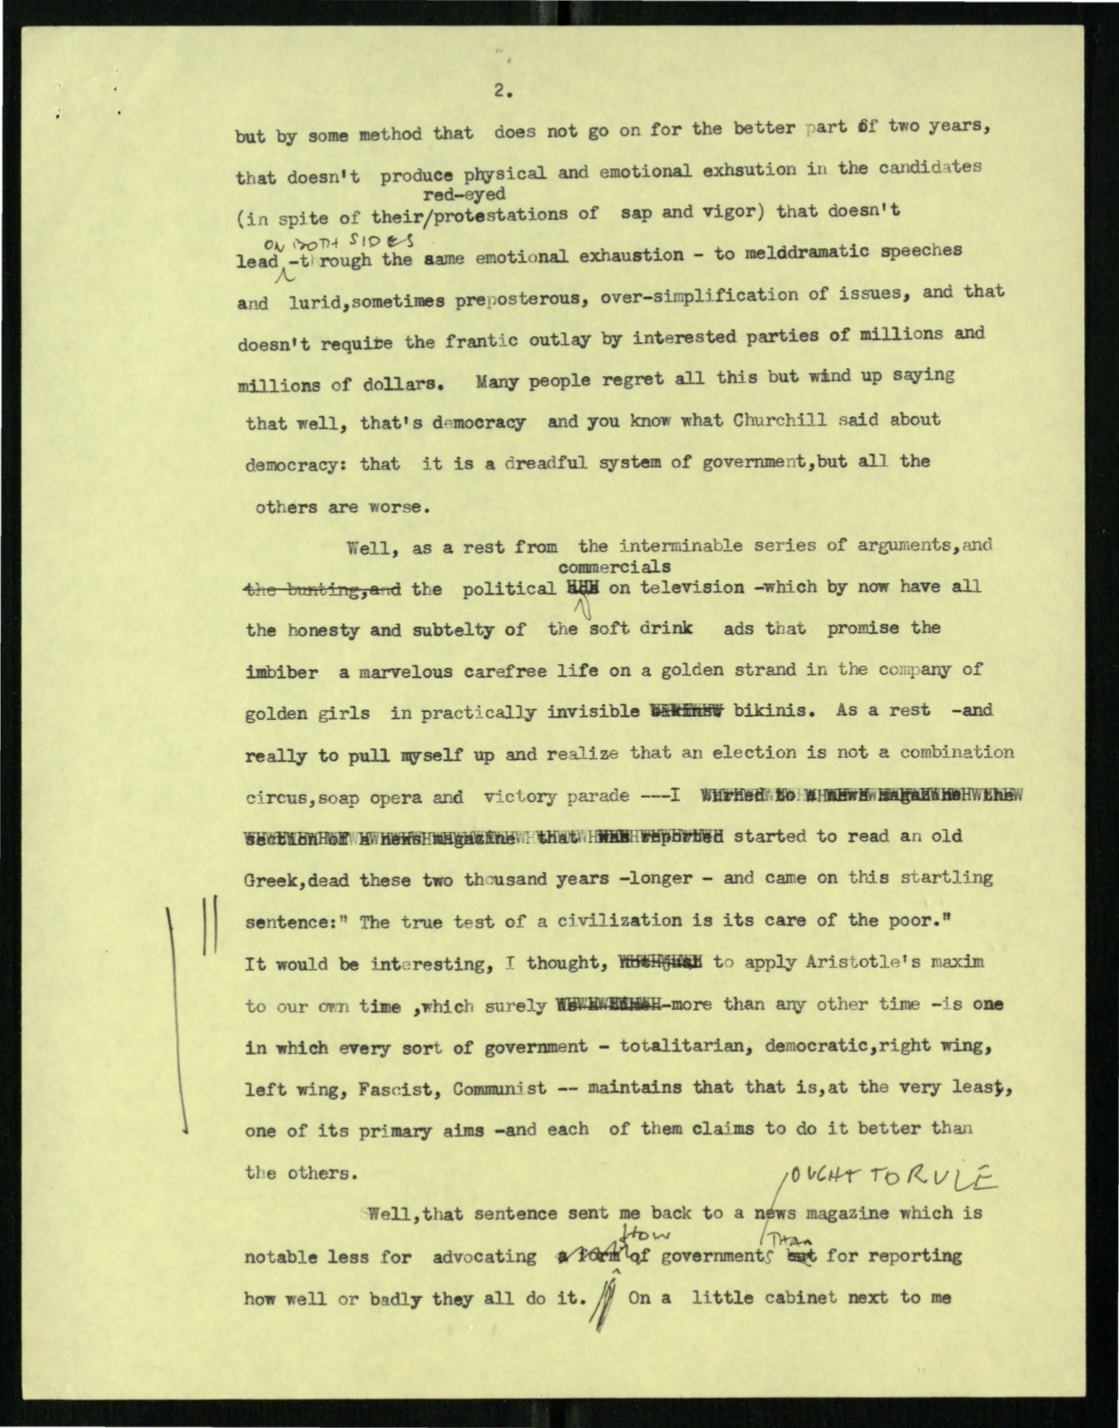 2.
but by some method that does not go on for the better part of two years,
that doesn't produce physical and emotional exhsution in the candidates
red-eyed
(in spite of their/protestations of sap and vigor) that doesn't
ON BOTH SIDES
lead -through the same emotional exhaustion - to melddramatic speeches
and lurid,sometimes preposterous, over-simplification of issues, and that
doesn't require the frantic outlay by interested parties of millions and
millions of dollars. Many people regret all this but wind up saying
that well, that's democracy and you know what Churchill said about
democracy: that it is a dreadful system of government,but all the
others are worse.
Well, as a rest from the interminable series of arguments,and
commercials
the bunting,and the political on television -which by now have all
the honesty and subtelty of the soft drink ads that promise the
imbiber a marvelous carefree life on a golden strand in the company of
golden girls in practically invisible bikinis. As a rest -and
really to pull myself up and realize that an election is not a combination
circus,soap opera and victory parade ---I
section of a news magazine that was reported started to read an old
Greek,dead these two thousand years -longer - and came on this startling
sentence:" The true test of a civilization is its care of the poor."
It would be interesting, I thought, to apply Aristotle's maxim
to our own time ,which surely -more than any other time -is one
in which every sort of government - totalitarian, democratic,right wing,
left wing, Fascist, Communist -- maintains that that is,at the very least,
one of its primary aims -and each of them claims to do it better than
the others.
OUGHT TO RULE
Well,that sentence sent me back to a news magazine which is
HOW THAN
notable less for advocating a form of governments but for reporting
how well or badly they all do it. On a little cabinet next to me